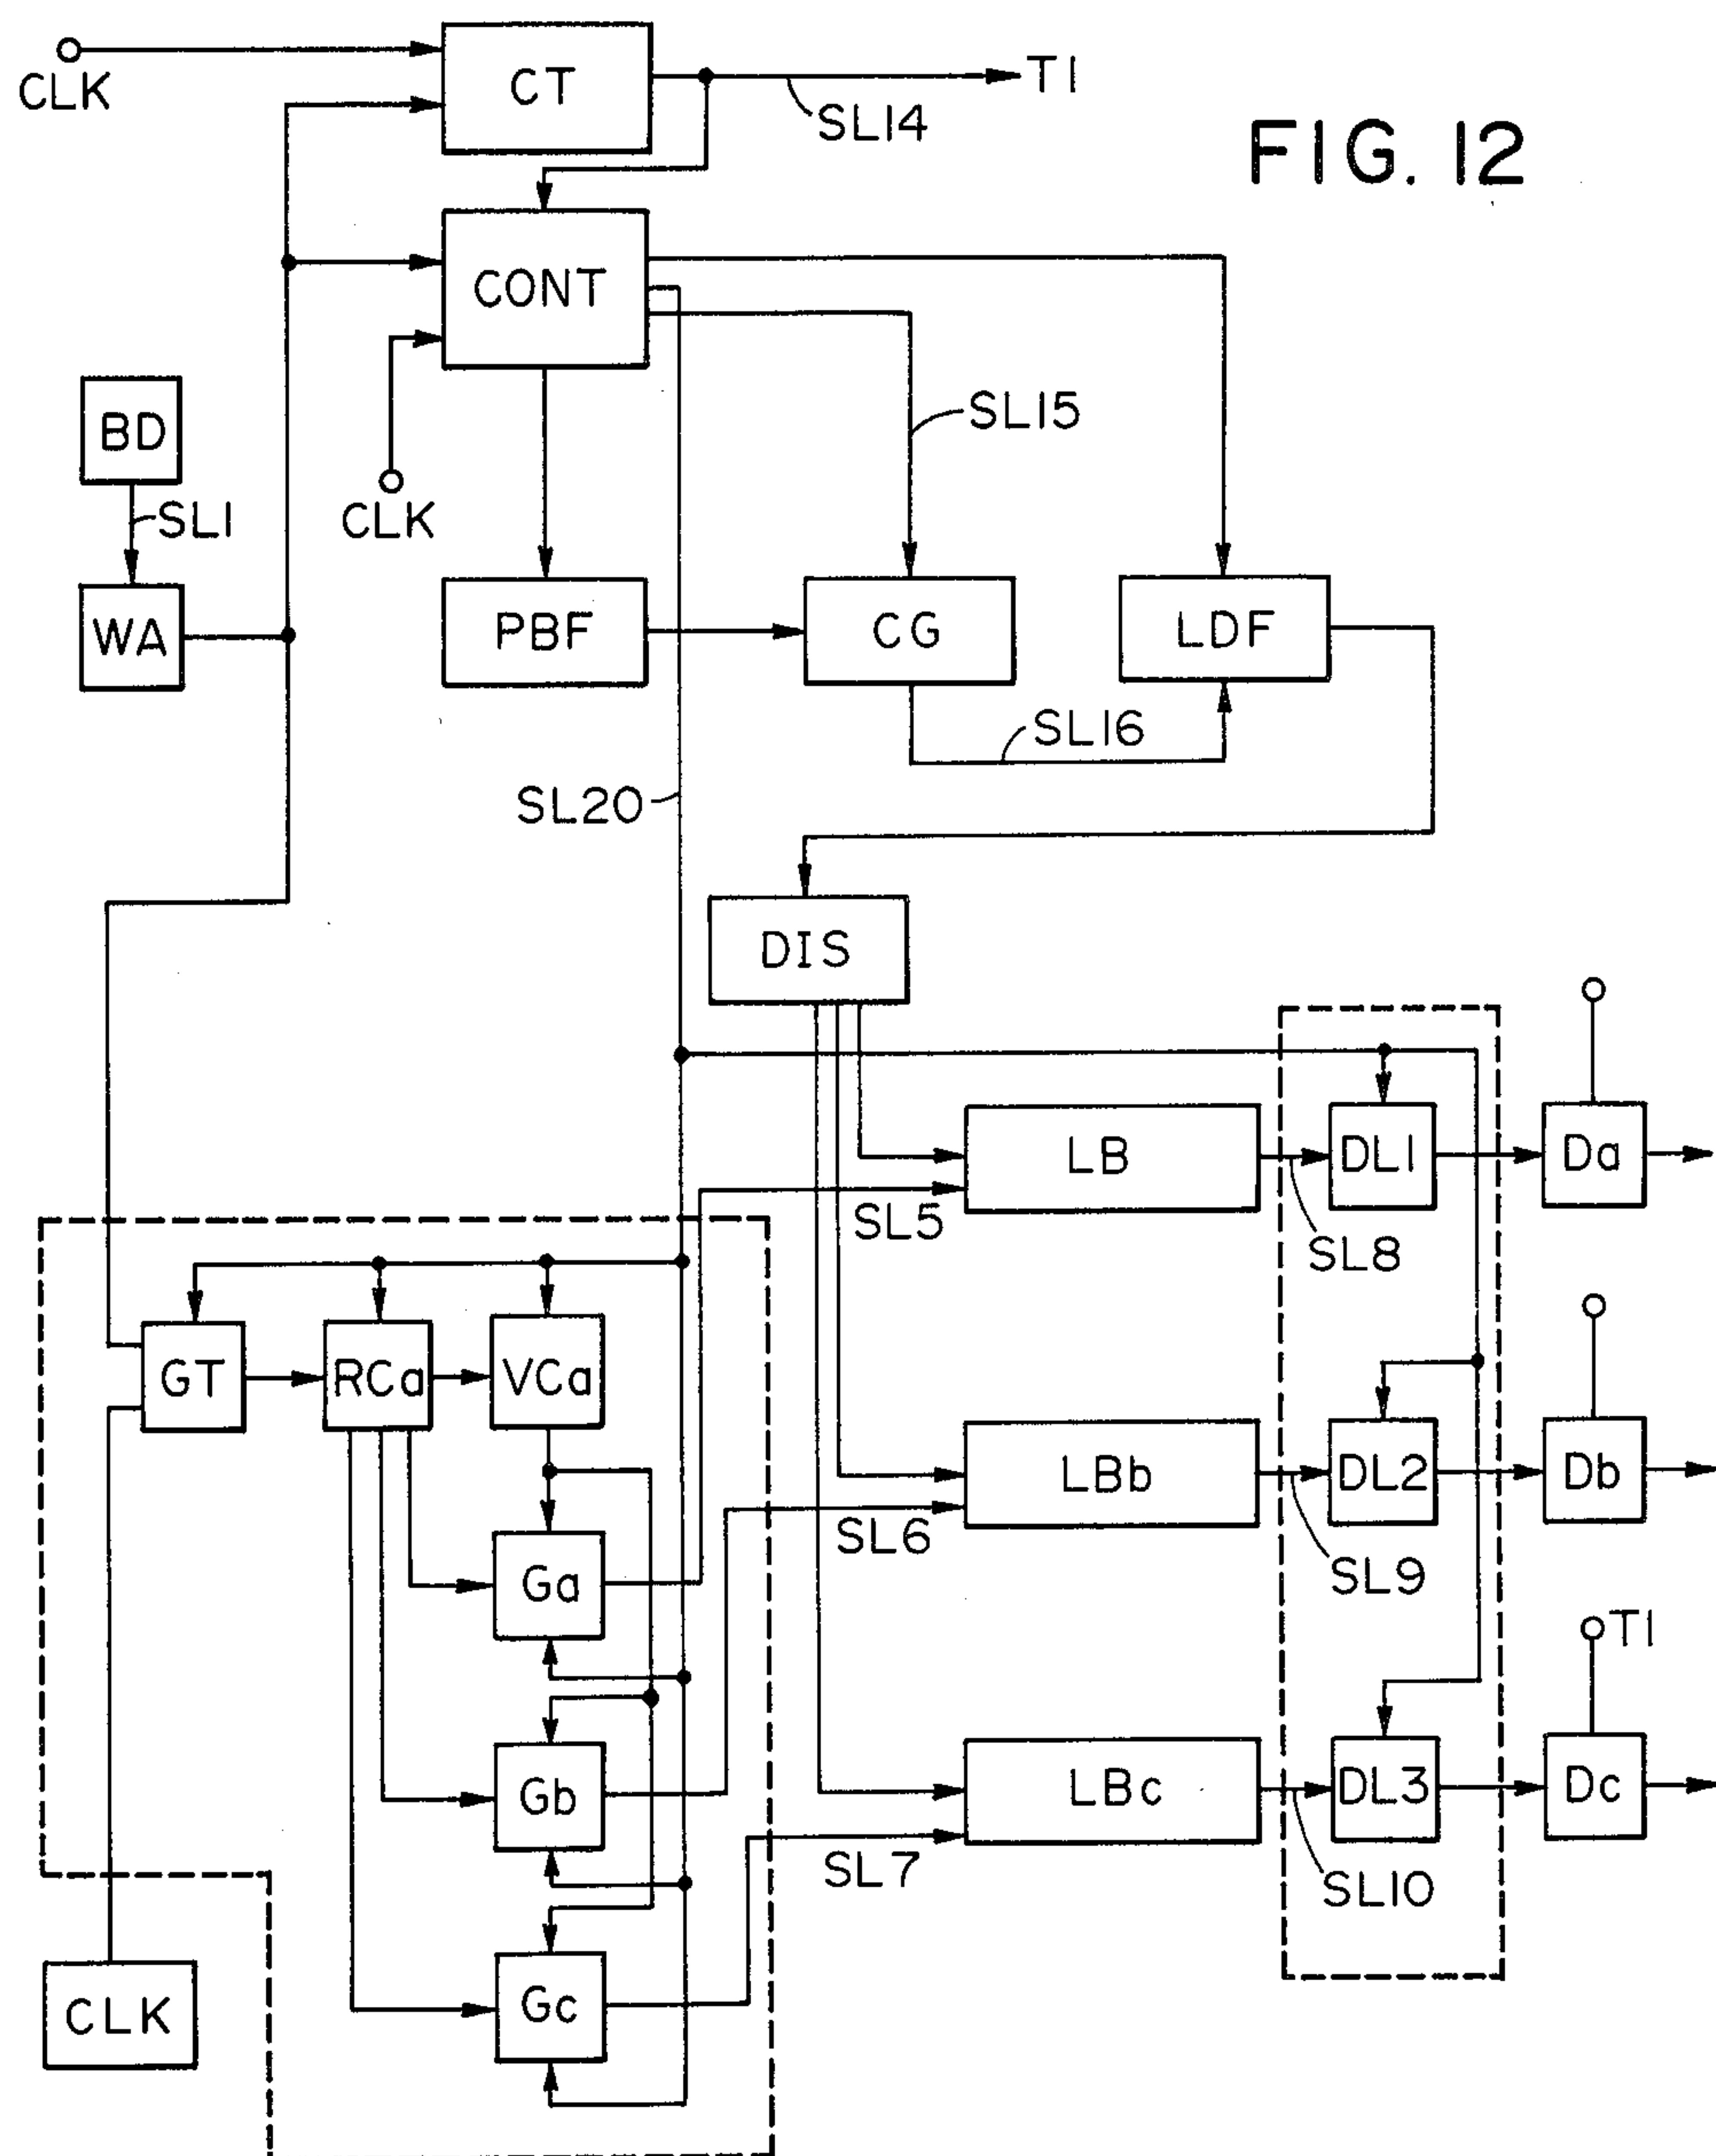 CLK
CT
T1
SL14
FIG. 12
CONT
BD
SL15
SL1
CLK
WA
PBF
CG
LDF
SL16
SL20
DIS
LB
DL1
Da
SL5
SL8
GT
RCa
VCa
LBb
DL2
Db
SL6
SL9
Ga
T1
LBc
DL3
Dc
Gb
SL7
SL10
Gc
CLK